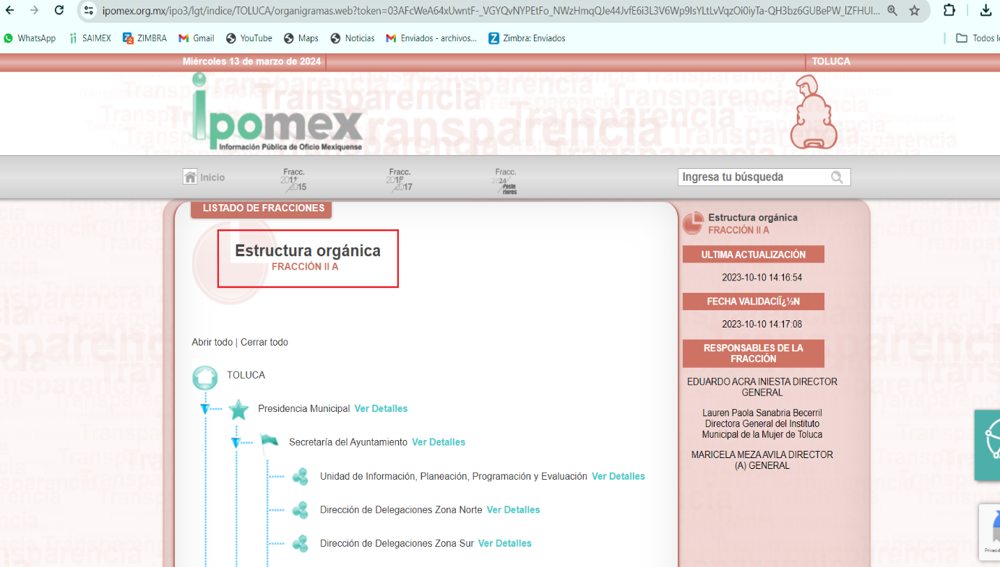 ipomex.org.mx/ipo3/lgt/indice/TOLUCA/organigramas.web?token=03AFcWeA64xUwntF-_VGYQvNYPEtFo_NWzHmqQJe44JvfE6i3L3V6Wp9IsYLtLvVqzOi0iyTa-QH3bz6GUBePW_lZFHUI...
WhatsApp SAIMEX ZIMBRA Gmail YouTube Maps Noticias Enviados - archivos... Zimbra: Enviados Todos
Miércoles 13 de marzo de 2024 TOLUCA
Transparencia
ipomex
Información Pública de Oficio Mexiquense
Inicio
Fracc.
2015
Fracc.
2017
Fracc.
2024
Poste
riores
Ingresa tu búsqueda
LISTADO DE FRACCIONES
Estructura orgánica
FRACCIÓN II A
Abrir todo | Cerrar todo
TOLUCA
Presidencia Municipal Ver Detalles
Secretaría del Ayuntamiento Ver Detalles
Unidad de Información, Planeación, Programación y Evaluación Ver Detalles
Dirección de Delegaciones Zona Norte Ver Detalles
Dirección de Delegaciones Zona Sur Ver Detalles
Estructura orgánica
FRACCIÓN II A
ULTIMA ACTUALIZACIÓN
2023-10-10 14:16:54
FECHA VALIDACIÏ¿½N
2023-10-10 14:17:08
RESPONSABLES DE LA
FRACCIÓN
EDUARDO ACRA INIESTA DIRECTOR
GENERAL
Lauren Paola Sanabria Becerril
Directora General del Instituto
Municipal de la Mujer de Toluca
MARICELA MEZA AVILA DIRECTOR
(A) GENERAL